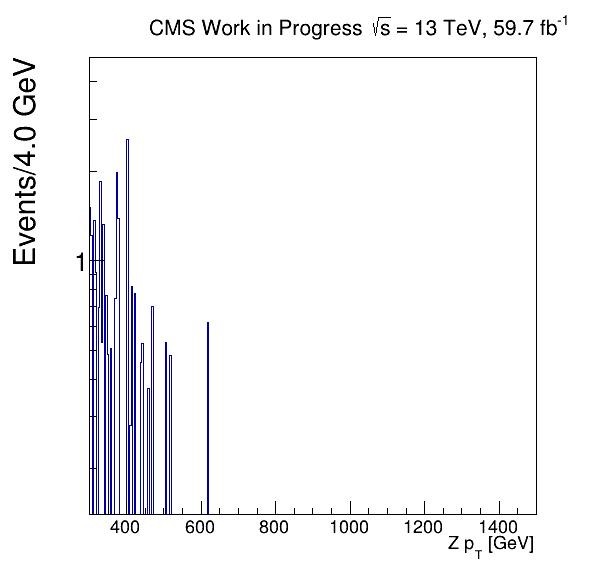 CMS Work in Progress √s = 13 TeV, 59.7 fb⁻¹
Events/4.0 GeV
1
400 600 800 1000 1200 1400
Z p_T [GeV]